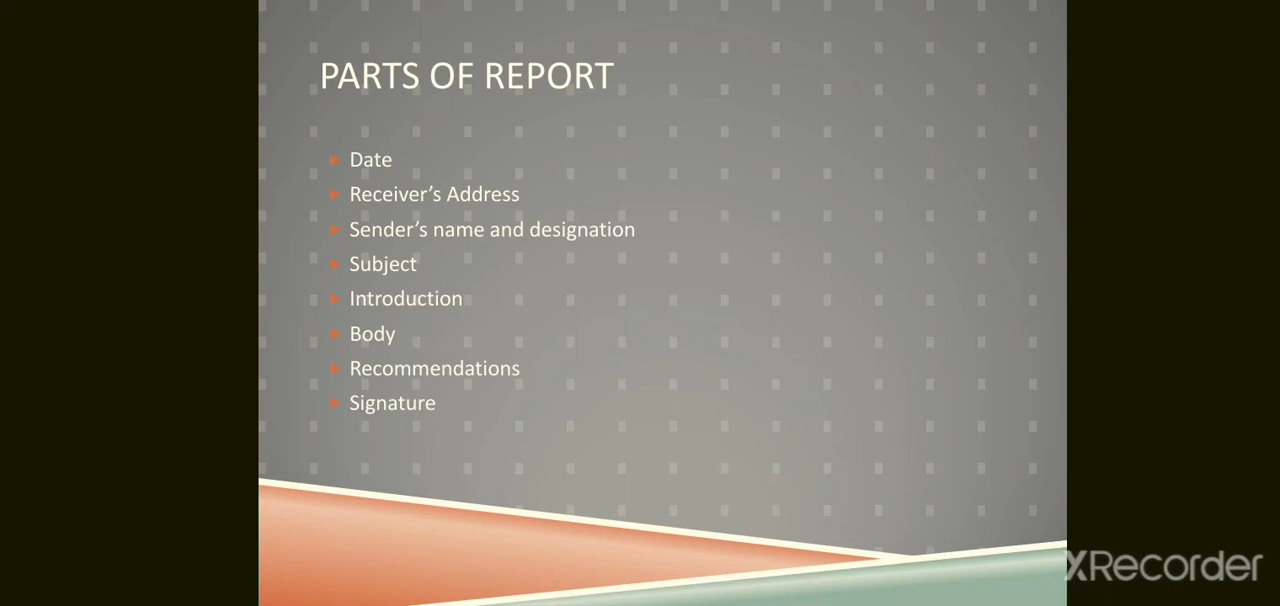 PARTS OF REPORT
Date
Receiver’s Address
Sender’s name and designation
Subject
Introduction
Body
Recommendations
Signature
XRecorder